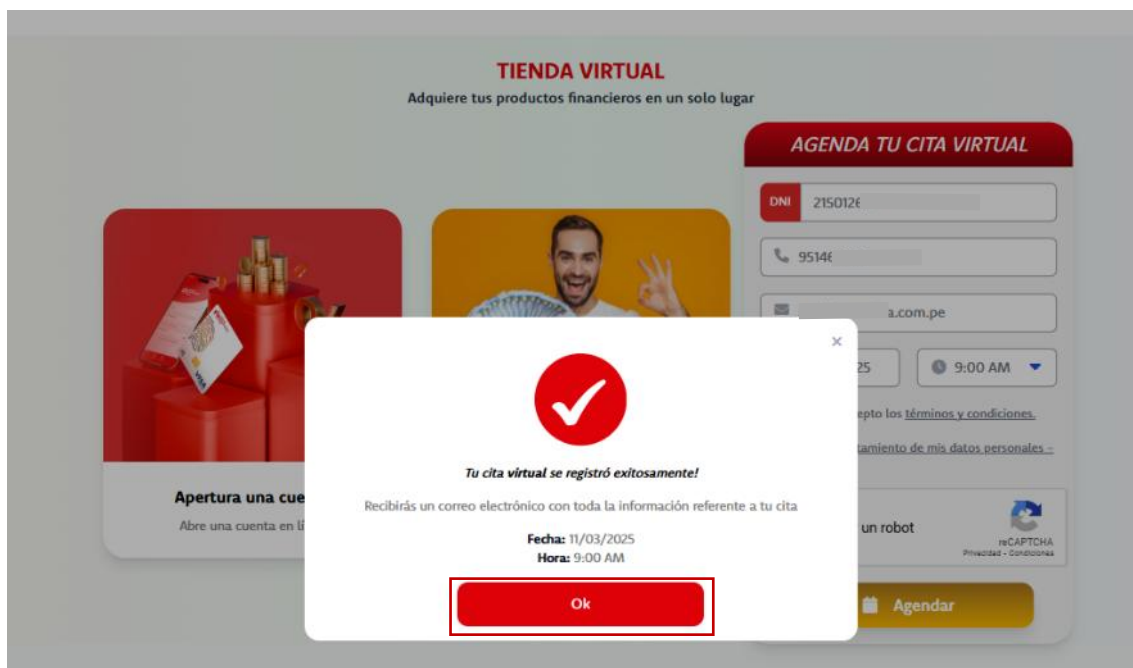 TIENDA VIRTUAL
Adquiere tus productos financieros en un solo lugar
AGENDA TU CITA VIRTUAL
DNI 2150126
95146
a.com.pe
25
9:00 AM
epto los términos y condiciones.
tamiento de mis datos personales –
un robot
reCAPTCHA
Privacidad - Condiciones
Agendar
VISA
Apertura una cue
Abre una cuenta en lí
×
Tu cita virtual se registró exitosamente!
Recibirás un correo electrónico con toda la información referente a tu cita
Fecha: 11/03/2025
Hora: 9:00 AM
Ok